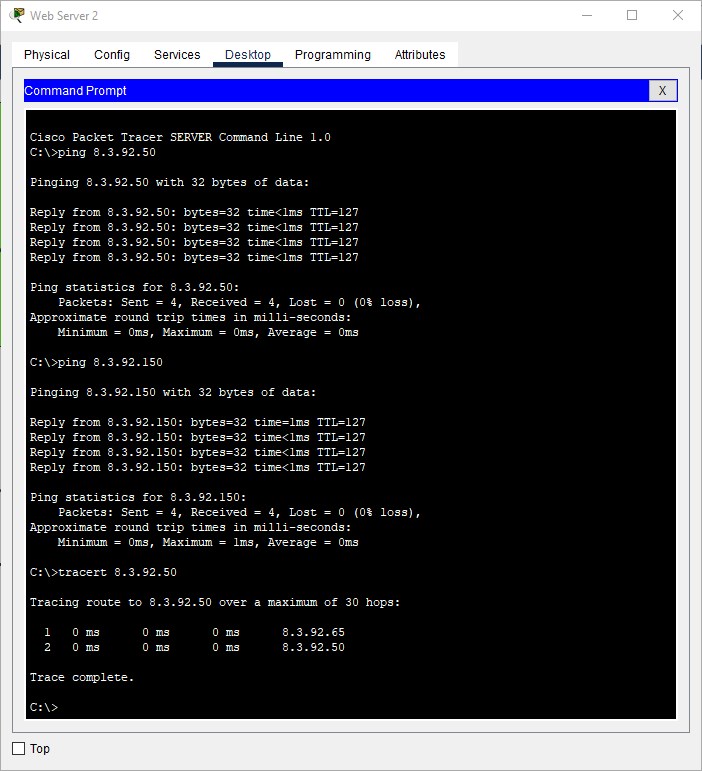 Web Server 2
Physical Config Services Desktop Programming Attributes
Command Prompt X
Cisco Packet Tracer SERVER Command Line 1.0
C:\>ping 8.3.92.50
Pinging 8.3.92.50 with 32 bytes of data:
Reply from 8.3.92.50: bytes=32 time<1ms TTL=127
Reply from 8.3.92.50: bytes=32 time<1ms TTL=127
Reply from 8.3.92.50: bytes=32 time<1ms TTL=127
Reply from 8.3.92.50: bytes=32 time<1ms TTL=127
Ping statistics for 8.3.92.50:
    Packets: Sent = 4, Received = 4, Lost = 0 (0% loss),
Approximate round trip times in milli-seconds:
    Minimum = 0ms, Maximum = 0ms, Average = 0ms
C:\>ping 8.3.92.150
Pinging 8.3.92.150 with 32 bytes of data:
Reply from 8.3.92.150: bytes=32 time=1ms TTL=127
Reply from 8.3.92.150: bytes=32 time<1ms TTL=127
Reply from 8.3.92.150: bytes=32 time<1ms TTL=127
Reply from 8.3.92.150: bytes=32 time<1ms TTL=127
Ping statistics for 8.3.92.150:
    Packets: Sent = 4, Received = 4, Lost = 0 (0% loss),
Approximate round trip times in milli-seconds:
    Minimum = 0ms, Maximum = 1ms, Average = 0ms
C:\>tracert 8.3.92.50
Tracing route to 8.3.92.50 over a maximum of 30 hops:
  1   0 ms      0 ms      0 ms      8.3.92.65
  2   0 ms      0 ms      0 ms      8.3.92.50
Trace complete.
C:\>
Top